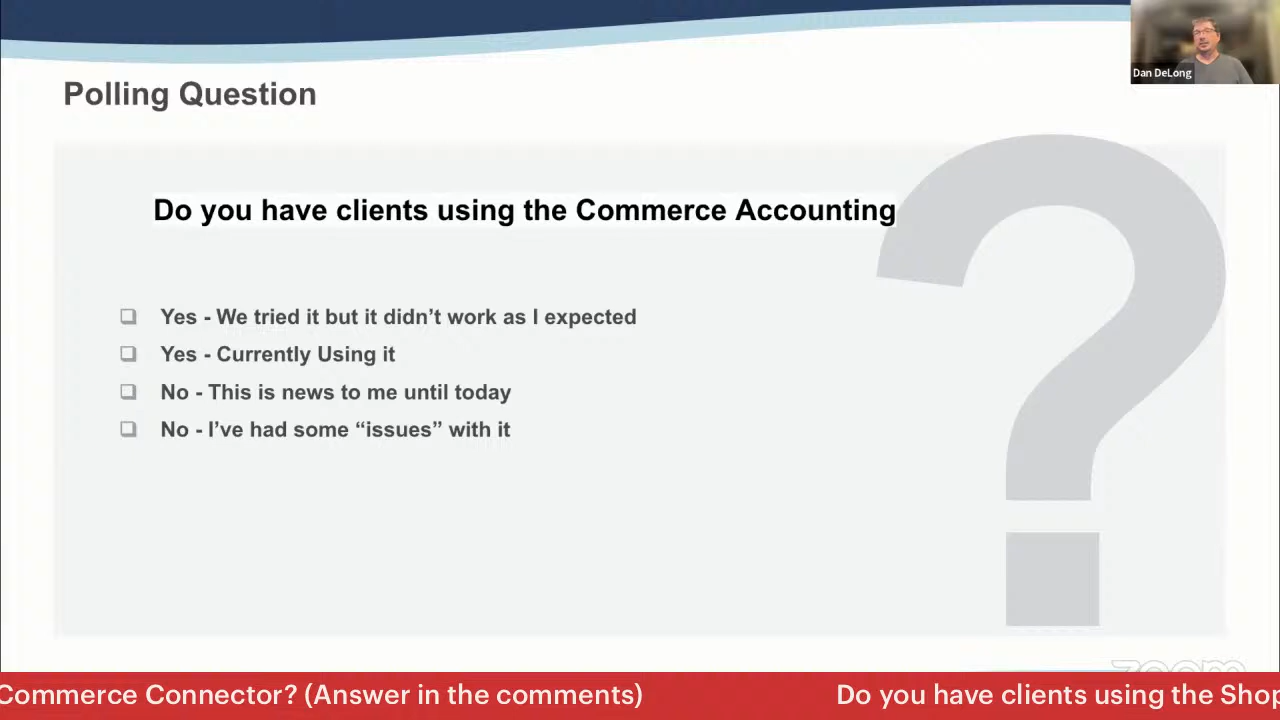 Dan DeLong
Polling Question
Do you have clients using the Commerce Accounting
❑ Yes - We tried it but it didn’t work as I expected
❑ Yes - Currently Using it
❑ No - This is news to me until today
❑ No - I’ve had some “issues” with it
zoom
Commerce Connector? (Answer in the comments) Do you have clients using the Shop